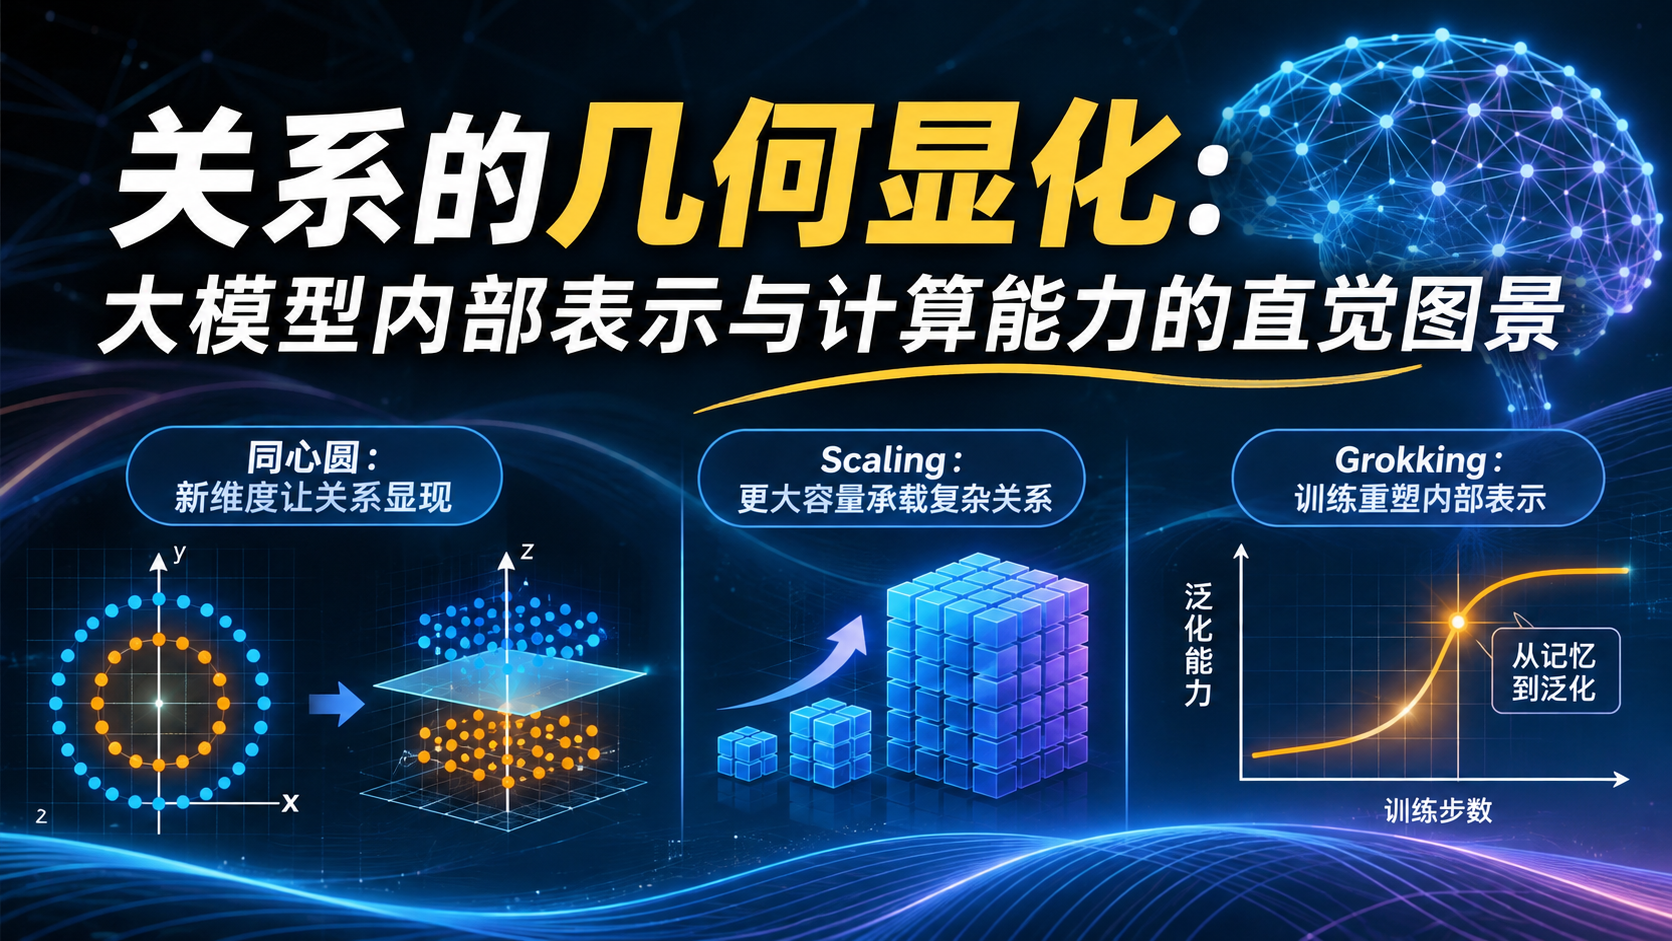 关系的几何显化:
大模型内部表示与计算能力的直觉图景
同心圆：
新维度让关系显现
Scaling：
更大容量承载复杂关系
Grokking：
训练重塑内部表示
y
x
2
z
泛化能力
从记忆
到泛化
训练步数